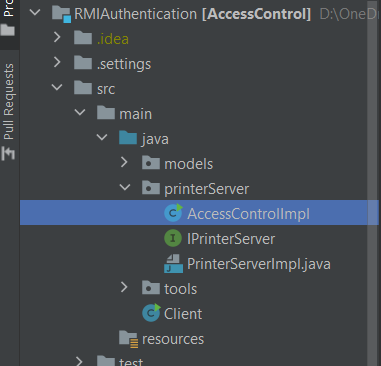 Pro
Pull Requests
RMIAuthentication [AccessControl] D:\OneD
.idea
.settings
src
main
java
models
printerServer
AccessControlImpl
IPrinterServer
PrinterServerImpl.java
tools
Client
resources
test